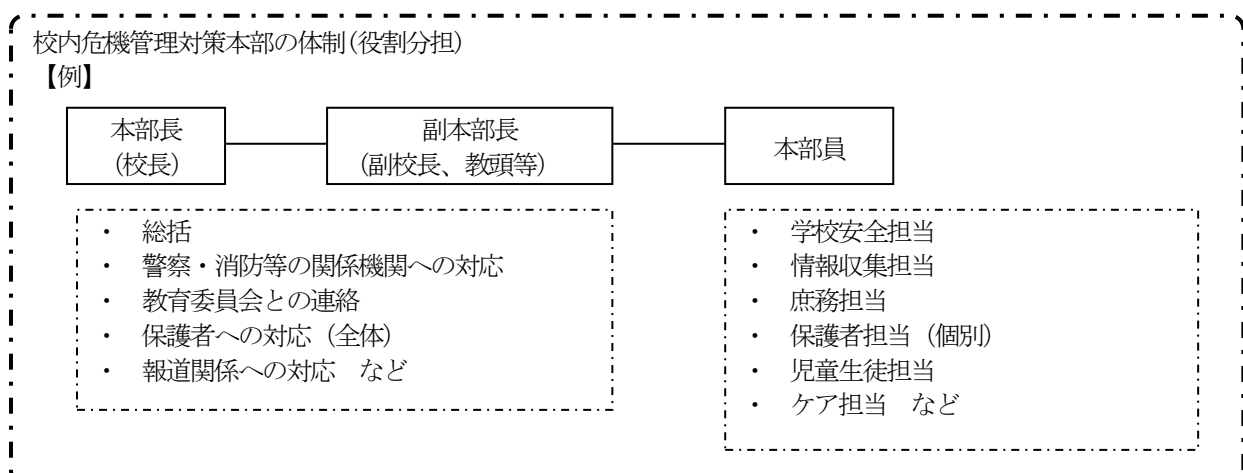 校内危機管理対策本部の体制(役割分担)
【例】
本部長
(校長)
副本部長
(副校長、教頭等)
本部員
・ 総括
・ 警察・消防等の関係機関への対応
・ 教育委員会との連絡
・ 保護者への対応（全体）
・ 報道関係への対応　など
・ 学校安全担当
・ 情報収集担当
・ 庶務担当
・ 保護者担当（個別）
・ 児童生徒担当
・ ケア担当　など